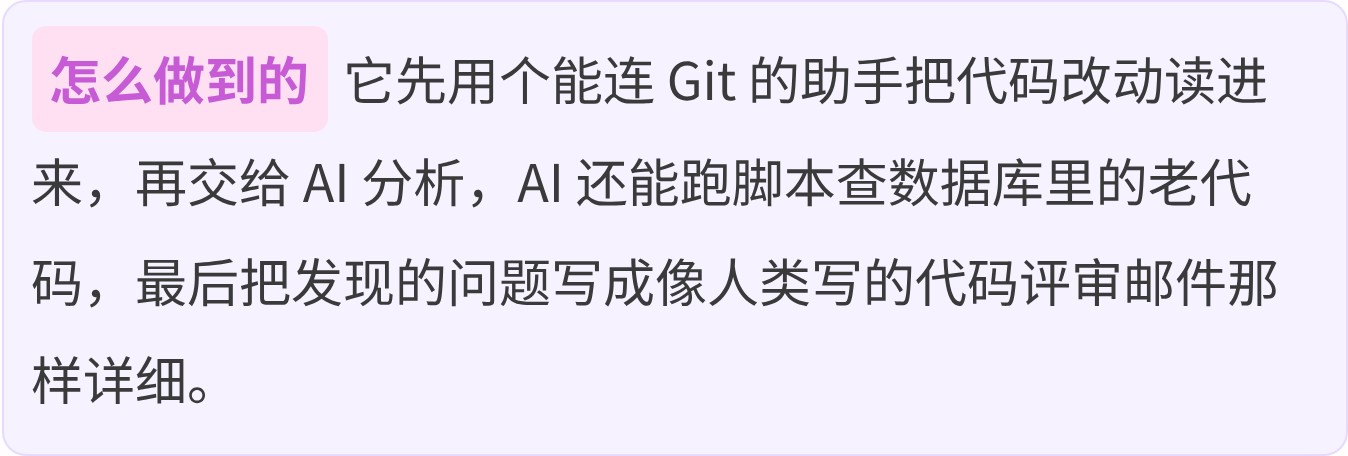 怎么做到的 它先用个能连 Git 的助手把代码改动读进
来，再交给 AI 分析，AI 还能跑脚本查数据库里的老代
码，最后把发现的问题写成像人类写的代码评审邮件那
样详细。